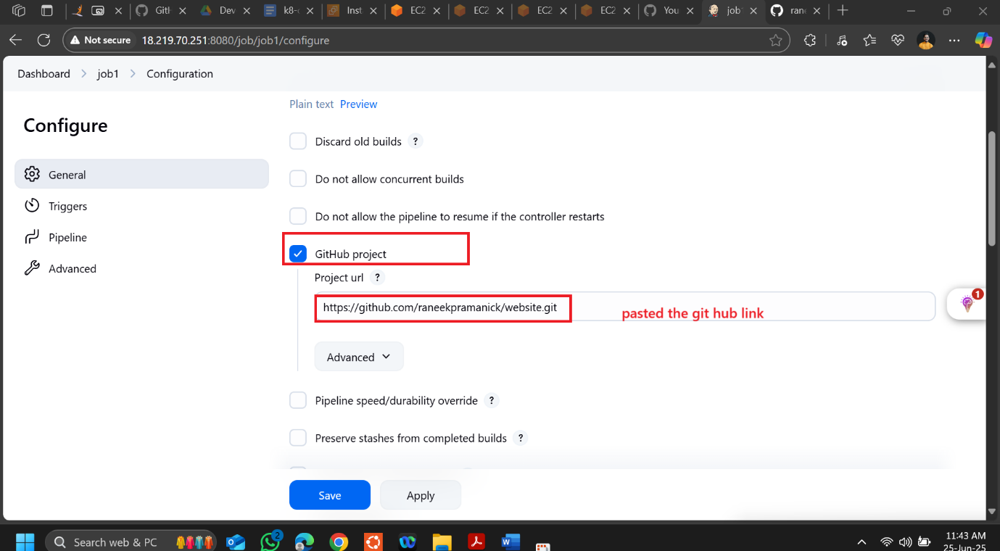 GitH
Dev
k8-c
Inst
EC2
EC2
EC2
EC2
You
job
rane
Not secure
18.219.70.251:8080/job/job1/configure
Dashboard > job1 > Configuration
Plain text Preview
Configure
Discard old builds ?
General
Do not allow concurrent builds
Triggers
Do not allow the pipeline to resume if the controller restarts
Pipeline
GitHub project
Advanced
Project url ?
1
https://github.com/raneekpramanick/website.git
pasted the git hub link
Advanced
Pipeline speed/durability override ?
Preserve stashes from completed builds ?
Save
Apply
Search web & PC
2
W
11:43 AM
25-Jun-25